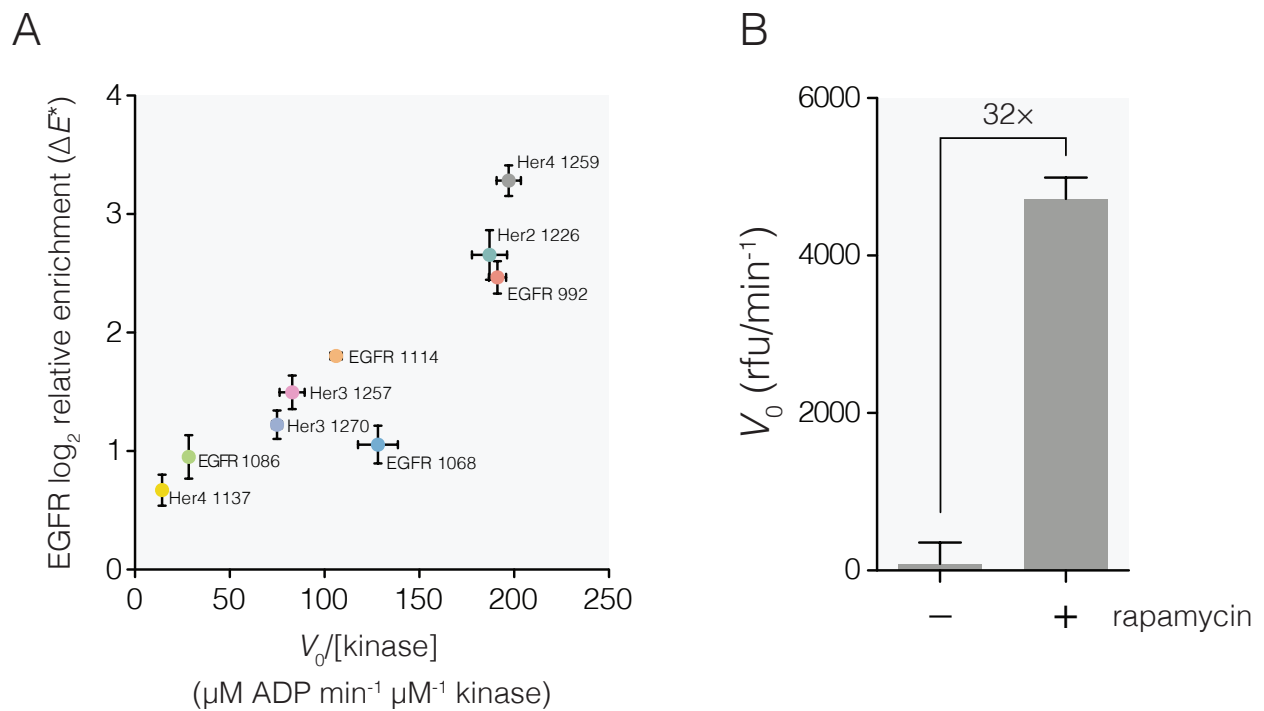 A
EGFR log2 relative enrichment (ΔE*)
4
3
2
1
0
Her4 1259
Her2 1226
EGFR 992
EGFR 1114
Her3 1257
Her3 1270
EGFR 1068
EGFR 1086
Her4 1137
0 50 100 150 200 250
V0/[kinase]
(µM ADP min-1 µM-1 kinase)
B
V0 (rfu/min-1)
6000
4000
2000
0
32×
– + rapamycin